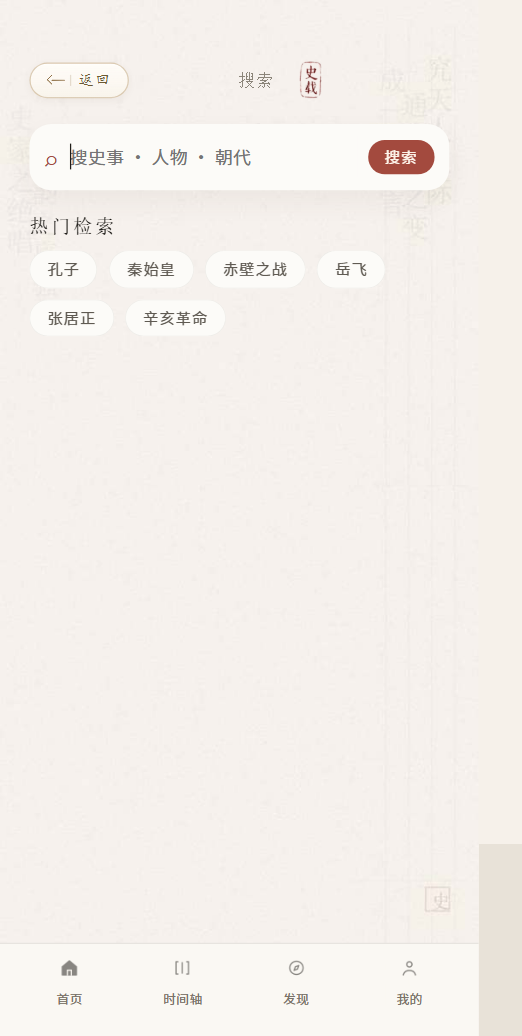 返回
搜索
史载
搜史事 · 人物 · 朝代
搜索
热门检索
孔子
秦始皇
赤壁之战
岳飞
张居正
辛亥革命
史
首页
时间轴
发现
我的